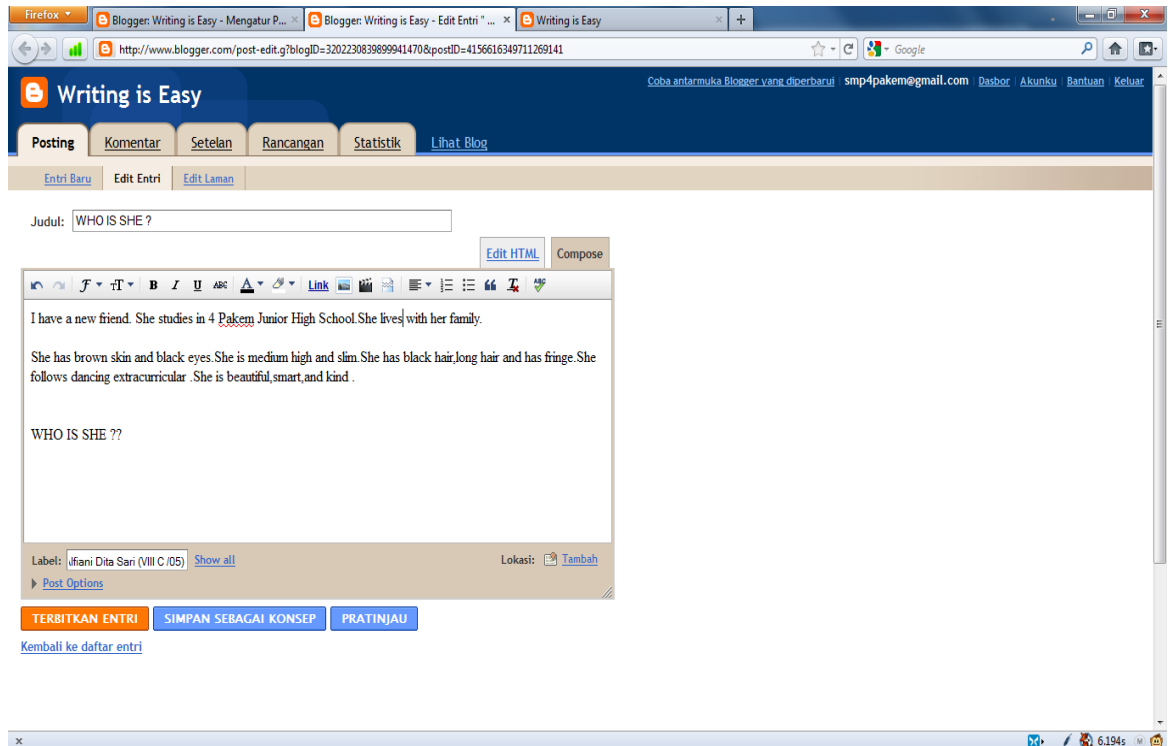 Firefox
Blogger: Writing is Easy - Mengatur P...
Blogger: Writing is Easy - Edit Entri " ...
Writing is Easy
http://www.blogger.com/post-edit.g?blogID=3202230839899941470&postID=4156616349711269141
Google
Coba antarmuka Blogger yang diperbarui | smp4pakem@gmail.com | Dasbor | Akunku | Bantuan | Keluar
Writing is Easy
Posting Komentar Setelan Rancangan Statistik Lihat Blog
Entri Baru Edit Entri Edit Laman
Judul: WHO IS SHE ?
Edit HTML Compose
B I U ABC A Link ABC
I have a new friend. She studies in 4 Pakem Junior High School.She lives with her family.
She has brown skin and black eyes.She is medium high and slim.She has black hair,long hair and has fringe.She
follows dancing extracurricular .She is beautiful,smart,and kind .
WHO IS SHE ??
Label: lfiani Dita Sari (VIII C /05) Show all Lokasi: Tambah
Post Options
TERBITKAN ENTRI SIMPAN SEBAGAI KONSEP PRATINJAU
Kembali ke daftar entri
x 6.194s